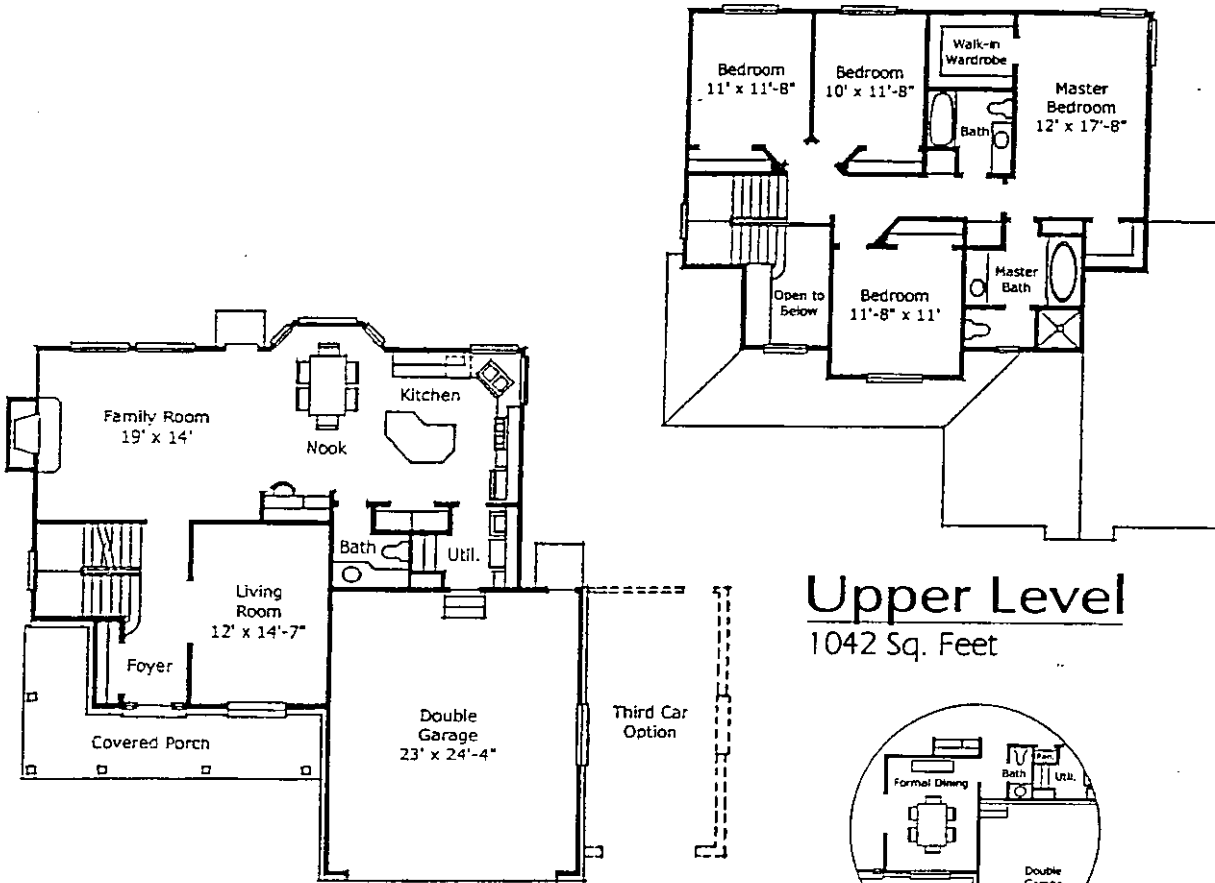 Bedroom
11' x 11'-8"
Bedroom
10' x 11'-8"
Walk-in
Wardrobe
Master
Bedroom
12' x 17'-8"
Bath
Open to
Below
Bedroom
11'-8" x 11'
Master
Bath
Family Room
19' x 14'
Nook
Kitchen
Bath
Util.
Living
Room
12' x 14'-7"
Foyer
Covered Porch
Double
Garage
23' x 24'-4"
Third Car
Option
Upper Level
1042 Sq. Feet
Formal Dining
Bath
Pan.
Util.
Double